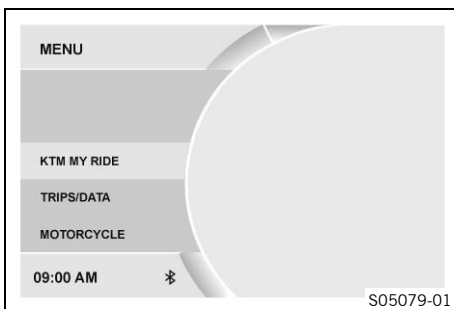 MENU
KTM MY RIDE
TRIPS/DATA
MOTORCYCLE
09:00 AM
S05079-01